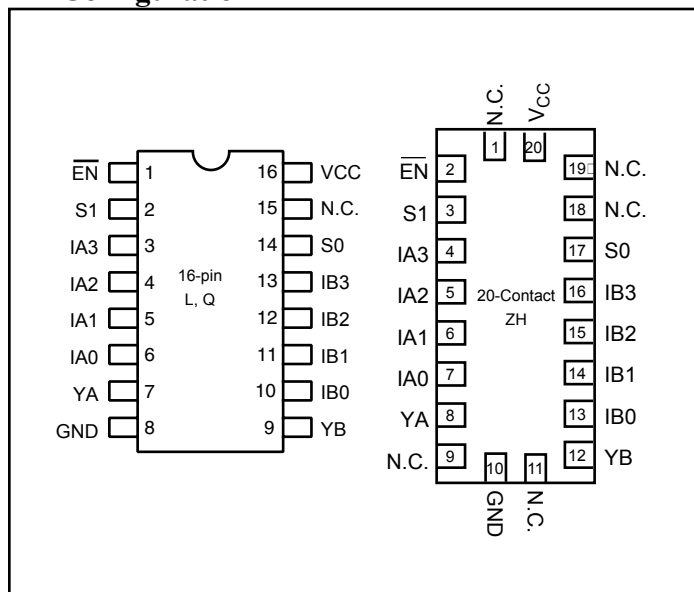 N.C.
VCC
1
20
EN
1
16
VCC
S1
2
15
N.C.
IA3
3
14
S0
IA2
4
13
IB3
16-pin
L, Q
IA1
5
12
IB2
IA0
6
11
IB1
YA
7
10
IB0
GND
8
9
YB
EN
2
19
N.C.
S1
3
18
N.C.
IA3
4
17
S0
IA2
5
16
IB3
20-Contact
ZH
IA1
6
15
IB2
IA0
7
14
IB1
YA
8
13
IB0
N.C.
9
12
YB
10
11
GND
N.C.